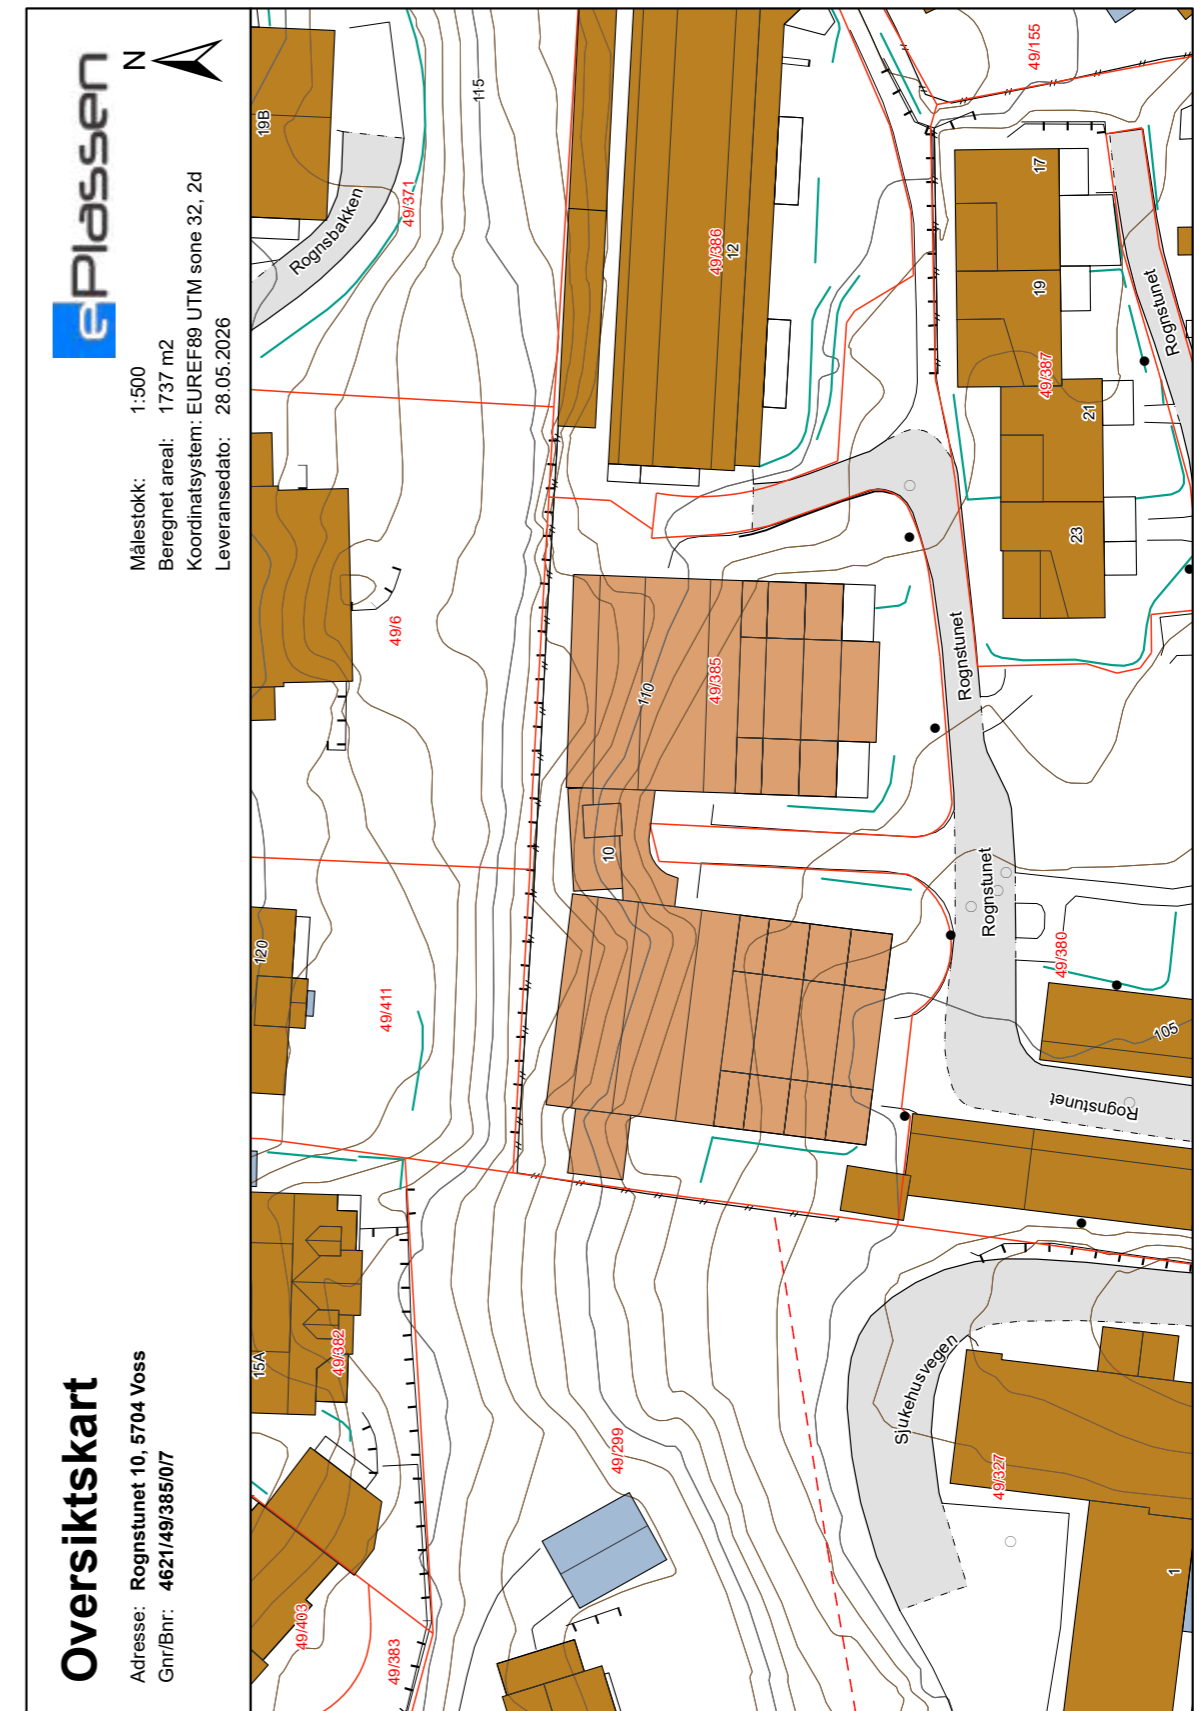 Oversiktskart
Adresse: Rognstunet 10, 5704 Voss
Gnr/Bnr: 4621/49/385/0/7
Målestokk: 1:500
Beregnet areal: 1737 m2
Koordinatsystem: EUREF89 UTM sone 32, 2d
Leveransedato: 28.05.2026
ePlassen
N
19B
Rognsbakken
49/371
115
49/155
49/386
12
17
19
49/387
21
23
Rognstunet
49/6
110
49/385
Rognstunet
10
Rognstunet
120
49/411
49/380
105
Rognstunet
15A
49/382
49/299
Sjukehusvegen
49/327
49/403
49/383
1